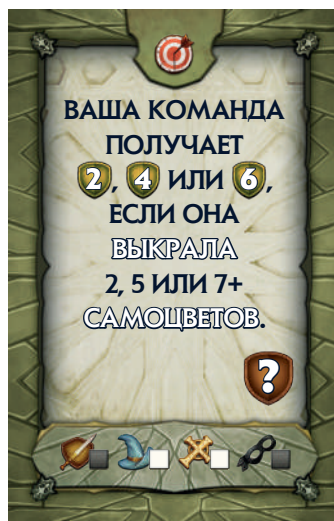 ВАША КОМАНДА
ПОЛУЧАЕТ
2, 4 ИЛИ 6,
ЕСЛИ ОНА
ВЫКРАЛА
2, 5 ИЛИ 7+
САМОЦВЕТОВ.
?